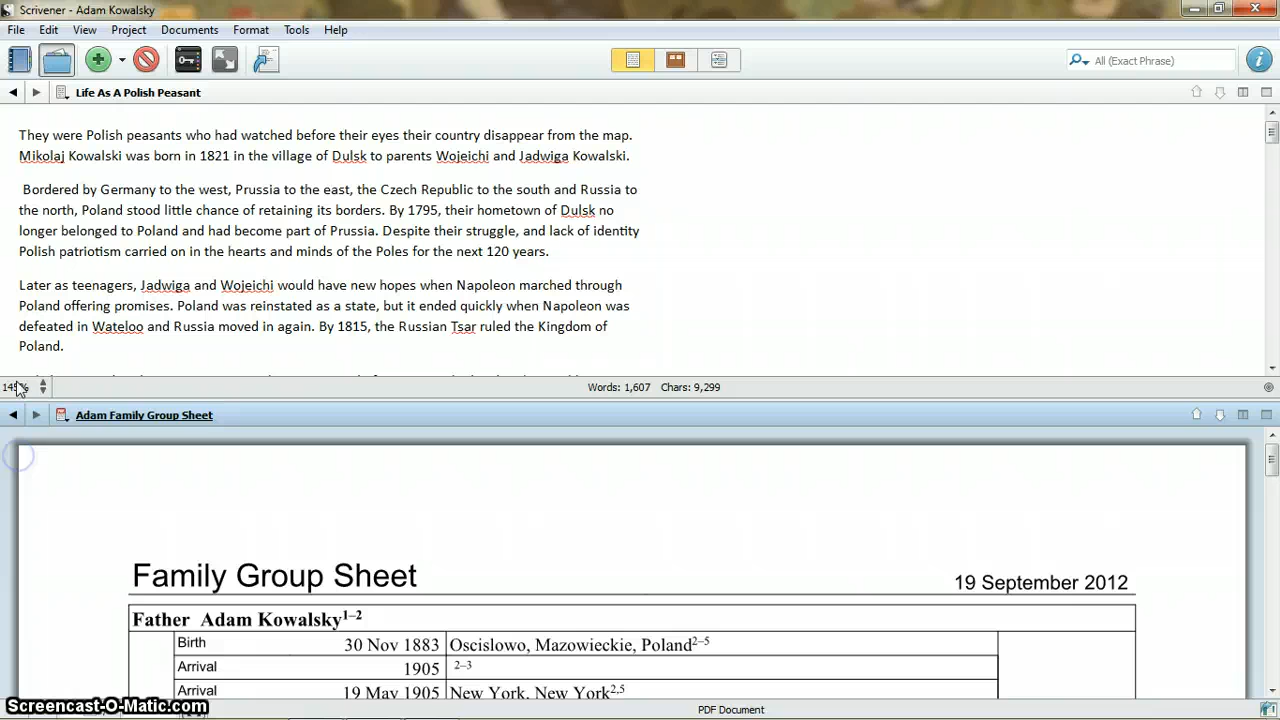 Scrivener - Adam Kowalsky
File Edit View Project Documents Format Tools Help
All (Exact Phrase)
Life As A Polish Peasant
They were Polish peasants who had watched before their eyes their country disappear from the map.
Mikolaj Kowalski was born in 1821 in the village of Dulsk to parents Wojeichi and Jadwiga Kowalski.
Bordered by Germany to the west, Prussia to the east, the Czech Republic to the south and Russia to
the north, Poland stood little chance of retaining its borders. By 1795, their hometown of Dulsk no
longer belonged to Poland and had become part of Prussia. Despite their struggle, and lack of identity
Polish patriotism carried on in the hearts and minds of the Poles for the next 120 years.
Later as teenagers, Jadwiga and Wojeichi would have new hopes when Napoleon marched through
Poland offering promises. Poland was reinstated as a state, but it ended quickly when Napoleon was
defeated in Wateloo and Russia moved in again. By 1815, the Russian Tsar ruled the Kingdom of
Poland.
145% Words: 1,607 Chars: 9,299
Adam Family Group Sheet
Family Group Sheet 19 September 2012
Father Adam Kowalsky1–2
Birth 30 Nov 1883 Oscislowo, Mazowieckie, Poland2–5
Arrival 1905 2–3
Arrival 19 May 1905 New York, New York2,5
Screencast-O-Matic.com PDF Document